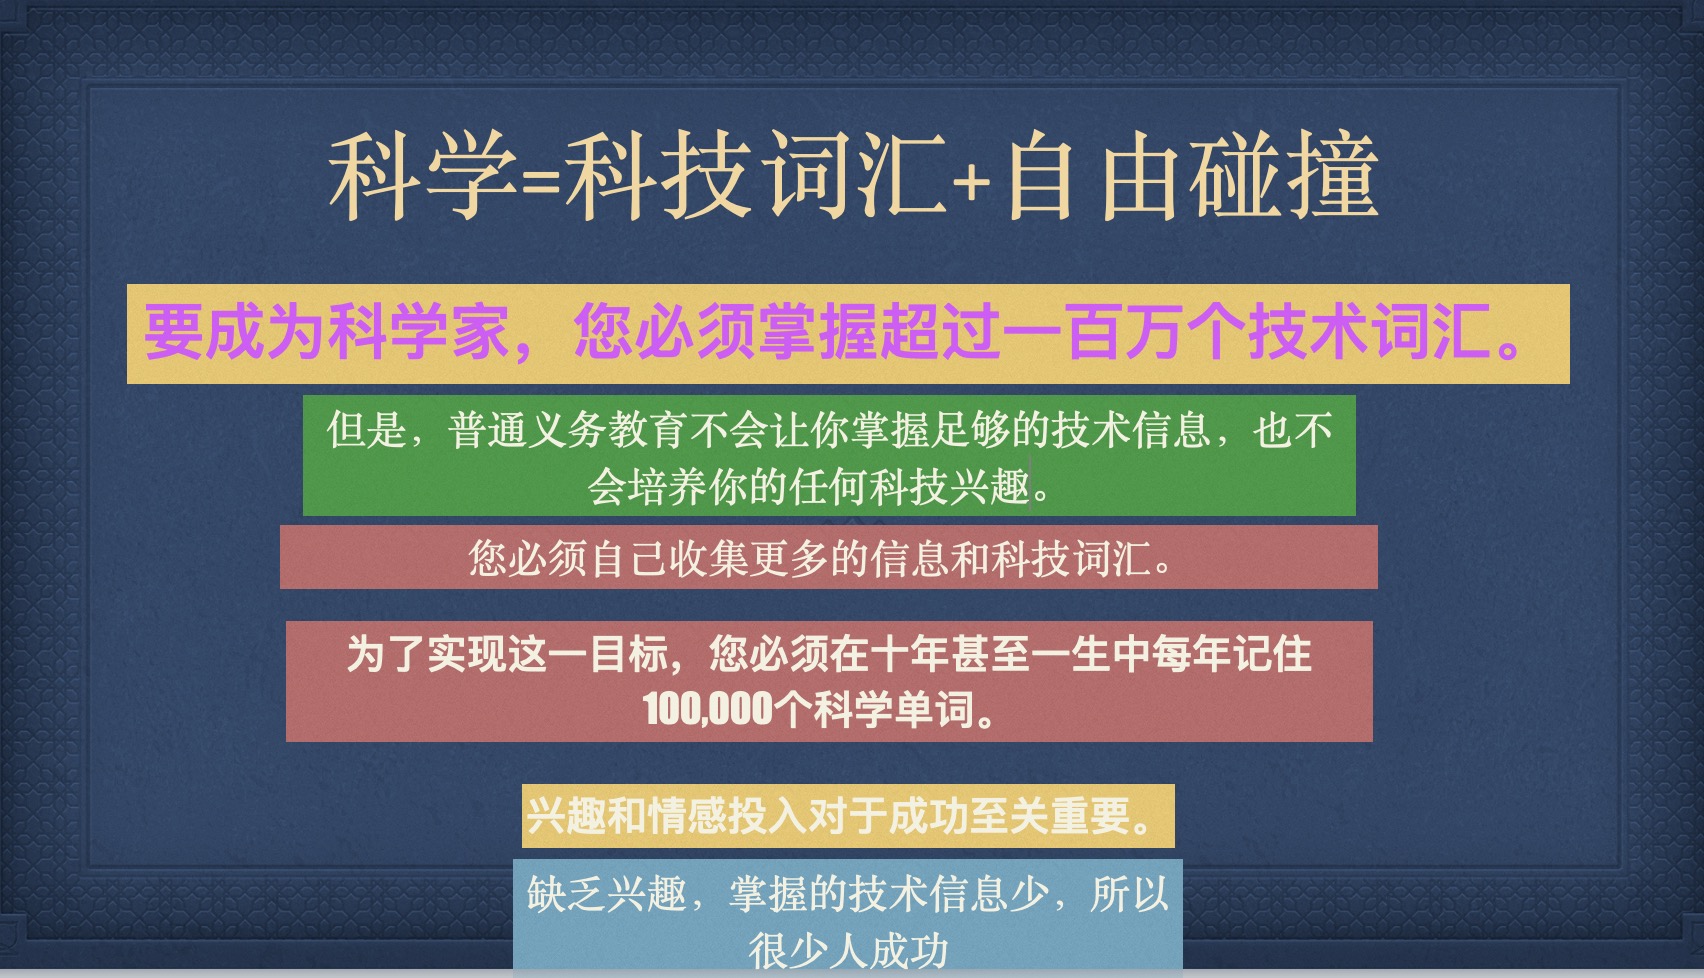 科学=科技词汇+自由碰撞
要成为科学家，您必须掌握超过一百万个技术词汇。
但是，普通义务教育不会让你掌握足够的技术信息，也不
会培养你的任何科技兴趣。
您必须自己收集更多的信息和科技词汇。
为了实现这一目标，您必须在十年甚至一生中每年记住
100,000个科学单词。
兴趣和情感投入对于成功至关重要。
缺乏兴趣，掌握的技术信息少，所以
很少人成功